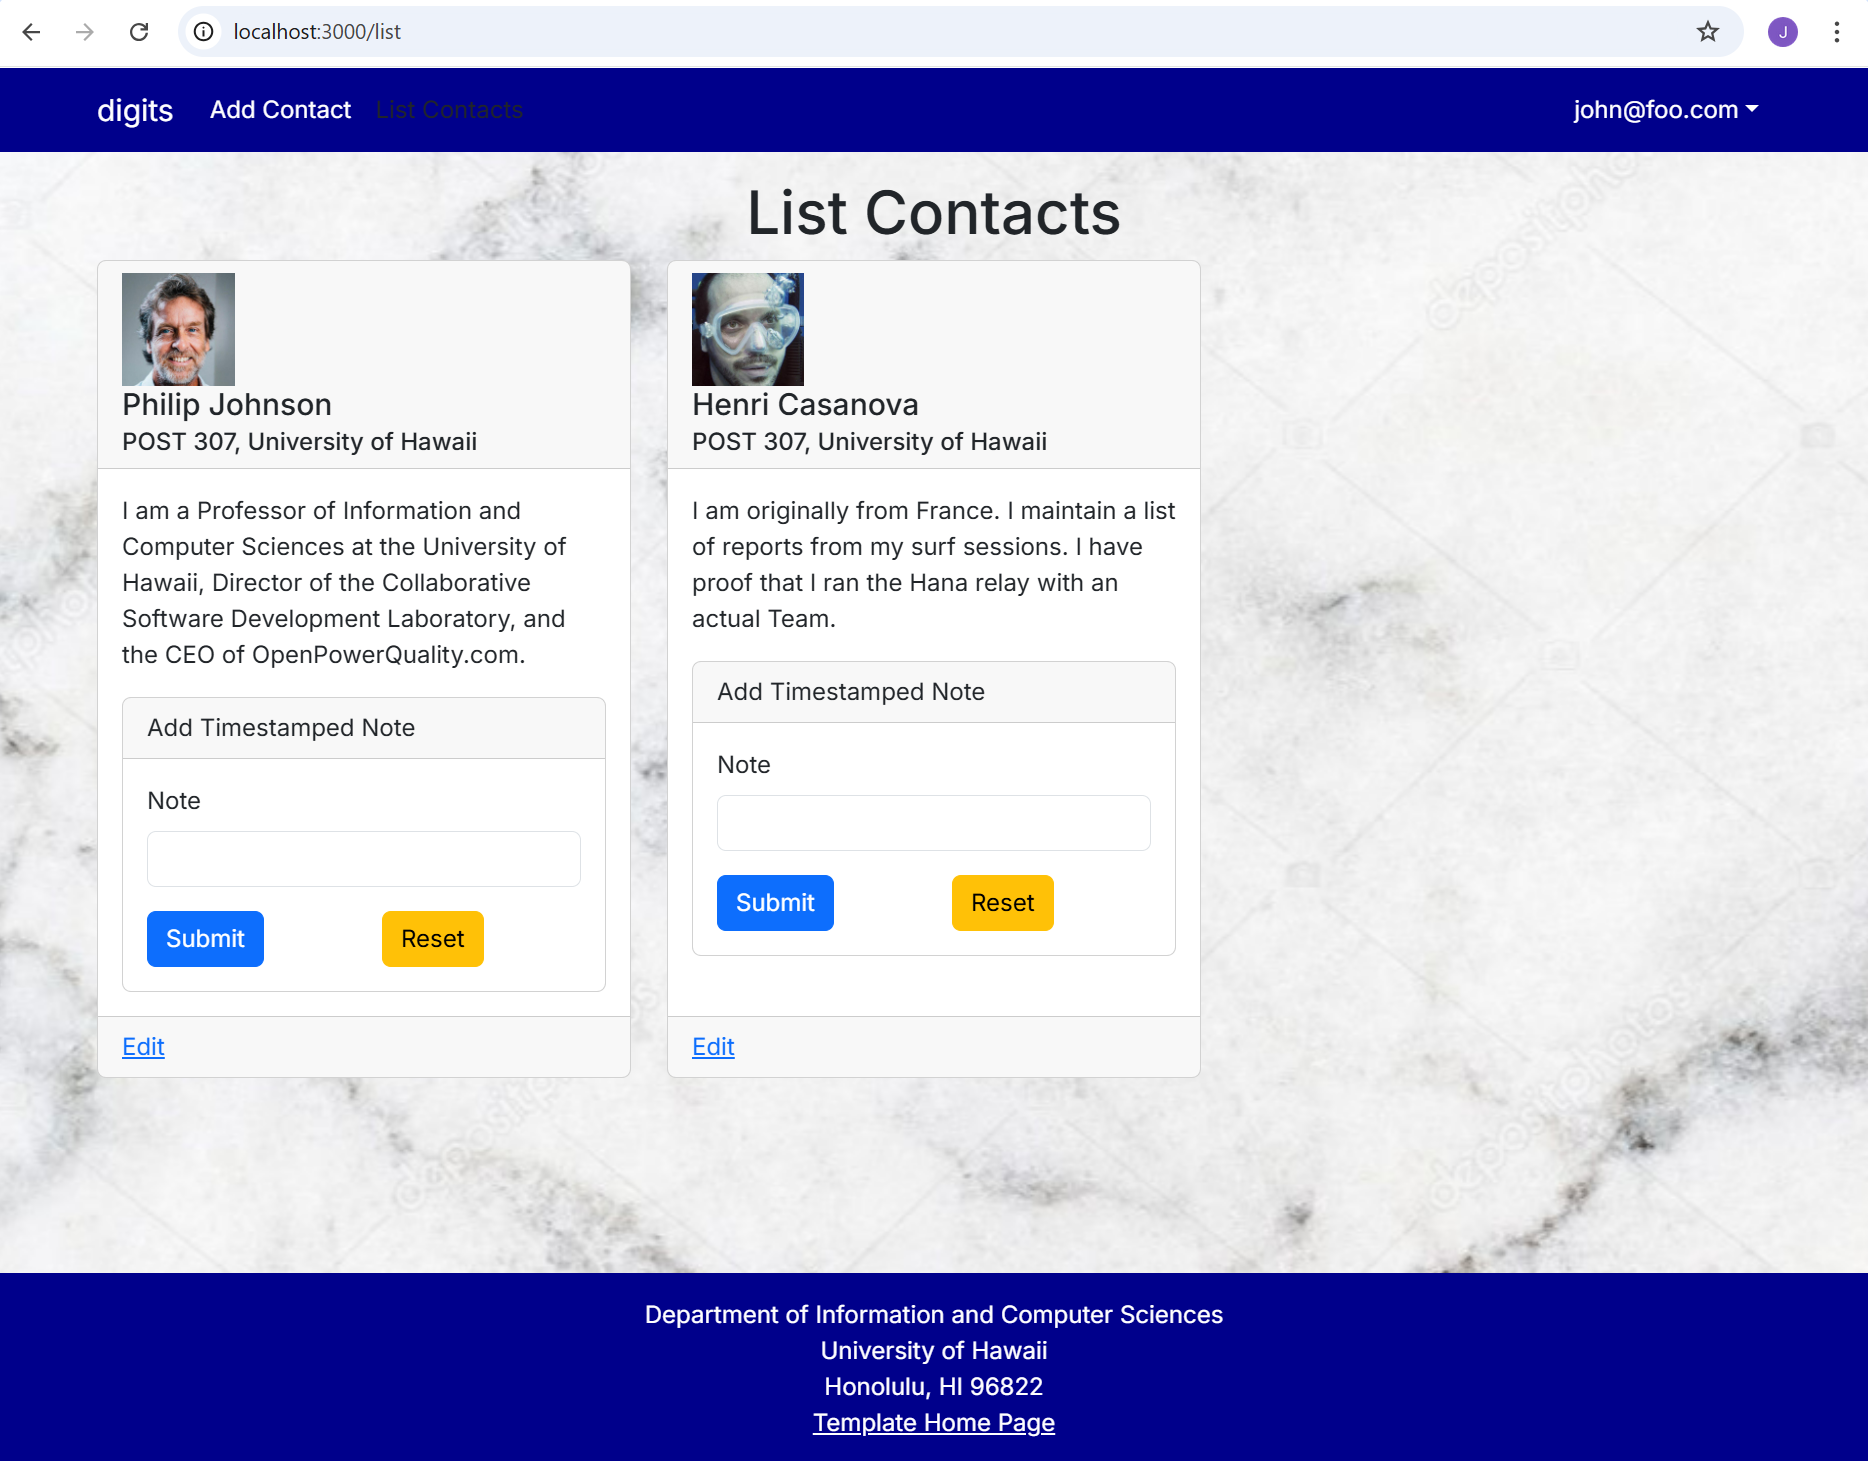 localhost:3000/list
J
digits Add Contact List Contacts john@foo.com
List Contacts
Philip Johnson
POST 307, University of Hawaii
I am a Professor of Information and
Computer Sciences at the University of
Hawaii, Director of the Collaborative
Software Development Laboratory, and
the CEO of OpenPowerQuality.com.
Add Timestamped Note
Note
Submit Reset
Edit
Henri Casanova
POST 307, University of Hawaii
I am originally from France. I maintain a list
of reports from my surf sessions. I have
proof that I ran the Hana relay with an
actual Team.
Add Timestamped Note
Note
Submit Reset
Edit
depositphotos
depositphotos
depositphotos
Department of Information and Computer Sciences
University of Hawaii
Honolulu, HI 96822
Template Home Page